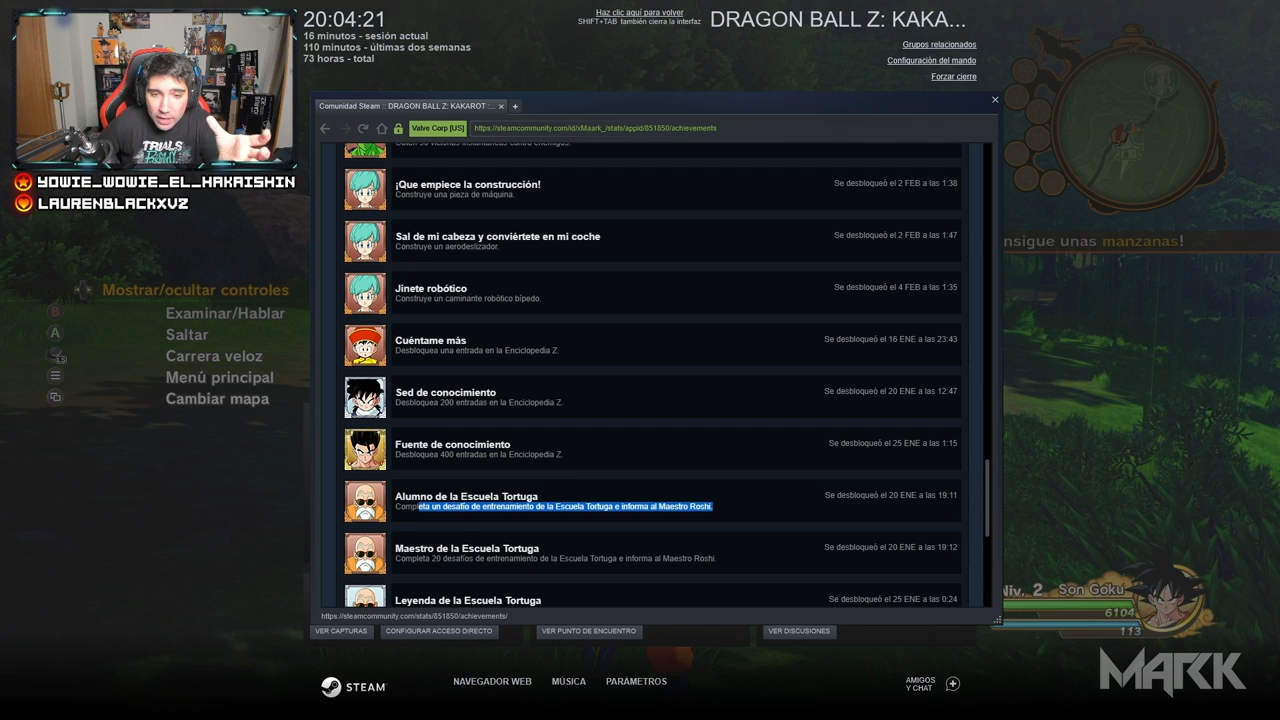 20:04:21
16 minutos - sesión actual
110 minutos - últimas dos semanas
73 horas - total
Haz clic aquí para volver
SHIFT+TAB también cierra la interfaz
DRAGON BALL Z: KAKA...
Grupos relacionados
Configuración del mando
Forzar cierre
TRIALS
YOWIE_WOWIE_EL_HAKAISHIN
LAURENBLACKXVZ
Comunidad Steam :: DRAGON BALL Z: KAKAROT :...
Valve Corp [US]
https://steamcommunity.com/id/xMaark_/stats/appid/851850/achievements
¡Que empiece la construcción!
Construye una pieza de máquina.
Se desbloqueó el 2 FEB a las 1:38
Sal de mi cabeza y conviértete en mi coche
Construye un aerodeslizador.
Se desbloqueó el 2 FEB a las 1:47
Jinete robótico
Construye un caminante robótico bípedo.
Se desbloqueó el 4 FEB a las 1:35
Cuéntame más
Desbloquea una entrada en la Enciclopedia Z.
Se desbloqueó el 16 ENE a las 23:43
Sed de conocimiento
Desbloquea 200 entradas en la Enciclopedia Z.
Se desbloqueó el 20 ENE a las 12:47
Fuente de conocimiento
Desbloquea 400 entradas en la Enciclopedia Z.
Se desbloqueó el 25 ENE a las 1:15
Alumno de la Escuela Tortuga
Completa un desafío de entrenamiento de la Escuela Tortuga e informa al Maestro Roshi.
Se desbloqueó el 20 ENE a las 19:11
Maestro de la Escuela Tortuga
Completa 20 desafíos de entrenamiento de la Escuela Tortuga e informa al Maestro Roshi.
Se desbloqueó el 20 ENE a las 19:12
Leyenda de la Escuela Tortuga
Se desbloqueó el 25 ENE a las 0:24
https://steamcommunity.com/stats/851850/achievements/
Mostrar/ocultar controles
B Examinar/Hablar
A Saltar
Carrera veloz
Menú principal
Cambiar mapa
nsigue unas manzanas!
Niv. 2 Son Goku
6104
113
VER CAPTURAS
CONFIGURAR ACCESO DIRECTO
VER PUNTO DE ENCUENTRO
VER DISCUSIONES
STEAM
NAVEGADOR WEB
MÚSICA
PARÁMETROS
AMIGOS
Y CHAT
MARK